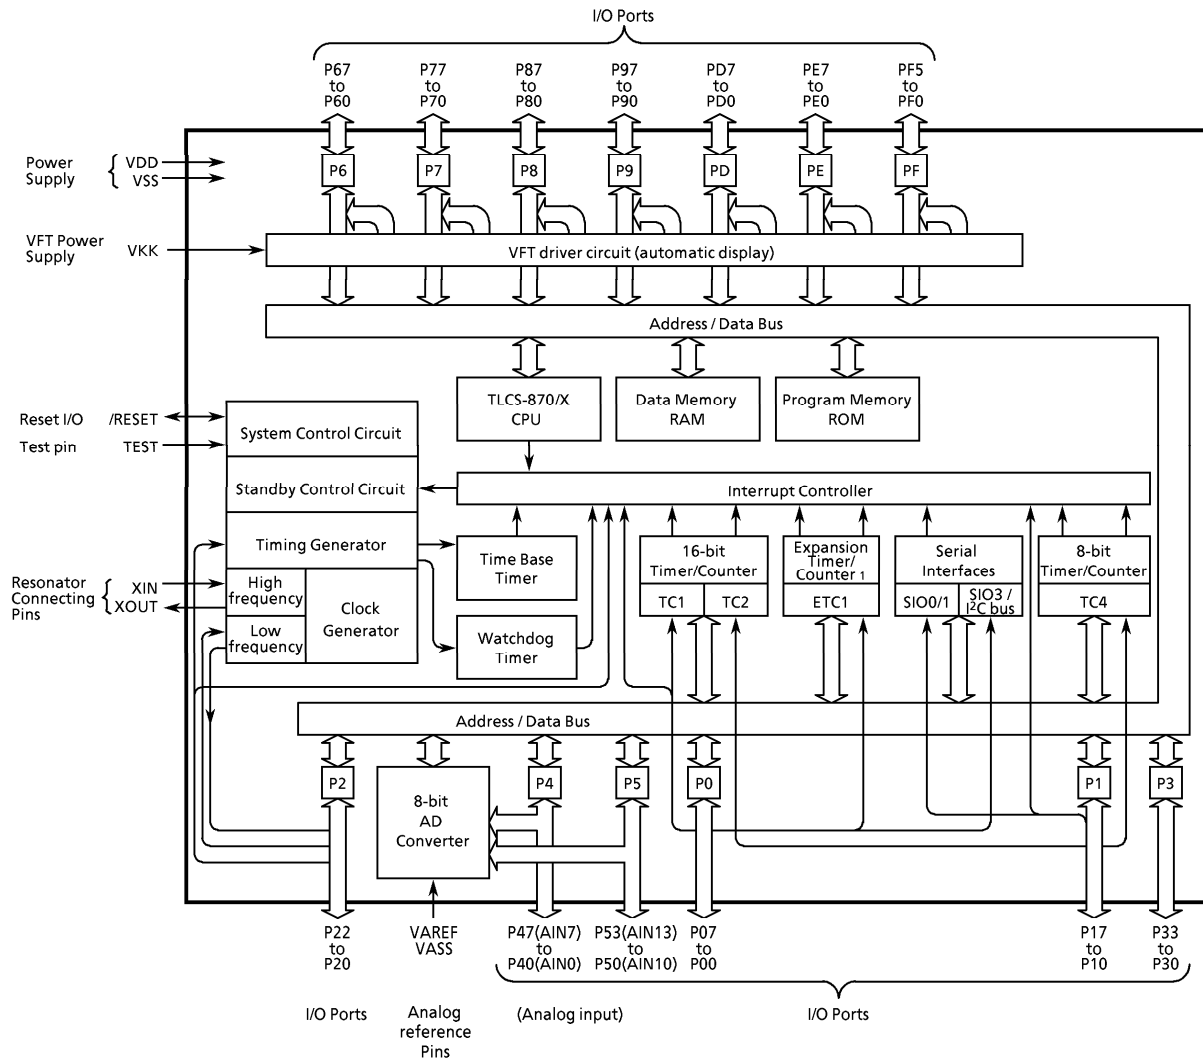 I/O Ports
P67 to P60
P77 to P70
P87 to P80
P97 to P90
PD7 to PD0
PE7 to PE0
PF5 to PF0
Power Supply
VDD
VSS
P6
P7
P8
P9
PD
PE
PF
VFT Power Supply
VKK
VFT driver circuit (automatic display)
Address / Data Bus
TLCS-870/X CPU
Data Memory RAM
Program Memory ROM
Reset I/O
/RESET
Test pin
TEST
System Control Circuit
Standby Control Circuit
Interrupt Controller
Timing Generator
Time Base Timer
16-bit Timer/Counter
TC1
TC2
Expansion Timer/ Counter 1
ETC1
Serial Interfaces
SIO0/1
SIO3 / I²C bus
8-bit Timer/Counter
TC4
Resonator Connecting Pins
XIN
XOUT
High frequency
Low frequency
Clock Generator
Watchdog Timer
Address / Data Bus
P2
8-bit AD Converter
P4
P5
P0
P1
P3
P22 to P20
VAREF
VASS
P47(AIN7) to P40(AIN0)
P53(AIN13) to P50(AIN10)
P07 to P00
P17 to P10
P33 to P30
I/O Ports
Analog reference Pins
(Analog input)
I/O Ports